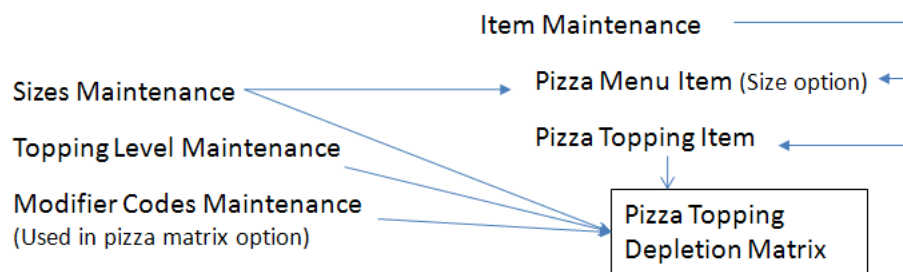 Item Maintenance
Sizes Maintenance
Pizza Menu Item (Size option)
Topping Level Maintenance
Pizza Topping Item
Modifier Codes Maintenance
(Used in pizza matrix option)
Pizza Topping
Depletion Matrix